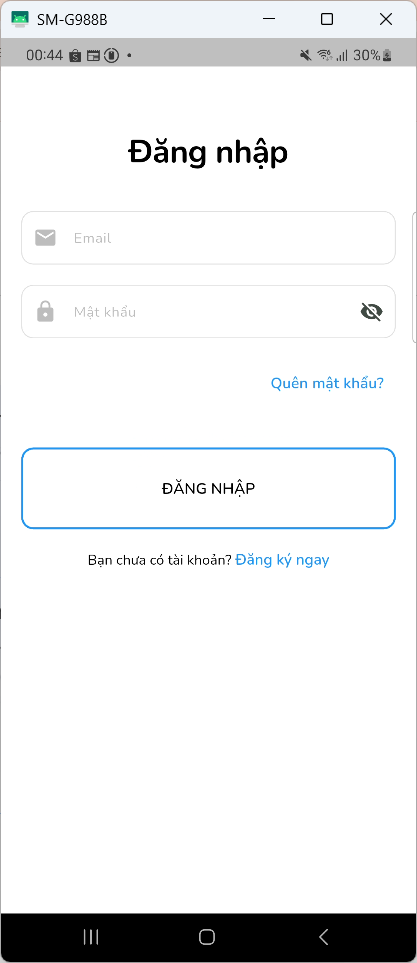 SM-G988B
00:44
30%
Đăng nhập
Email
Mật khẩu
Quên mật khẩu?
ĐĂNG NHẬP
Bạn chưa có tài khoản? Đăng ký ngay